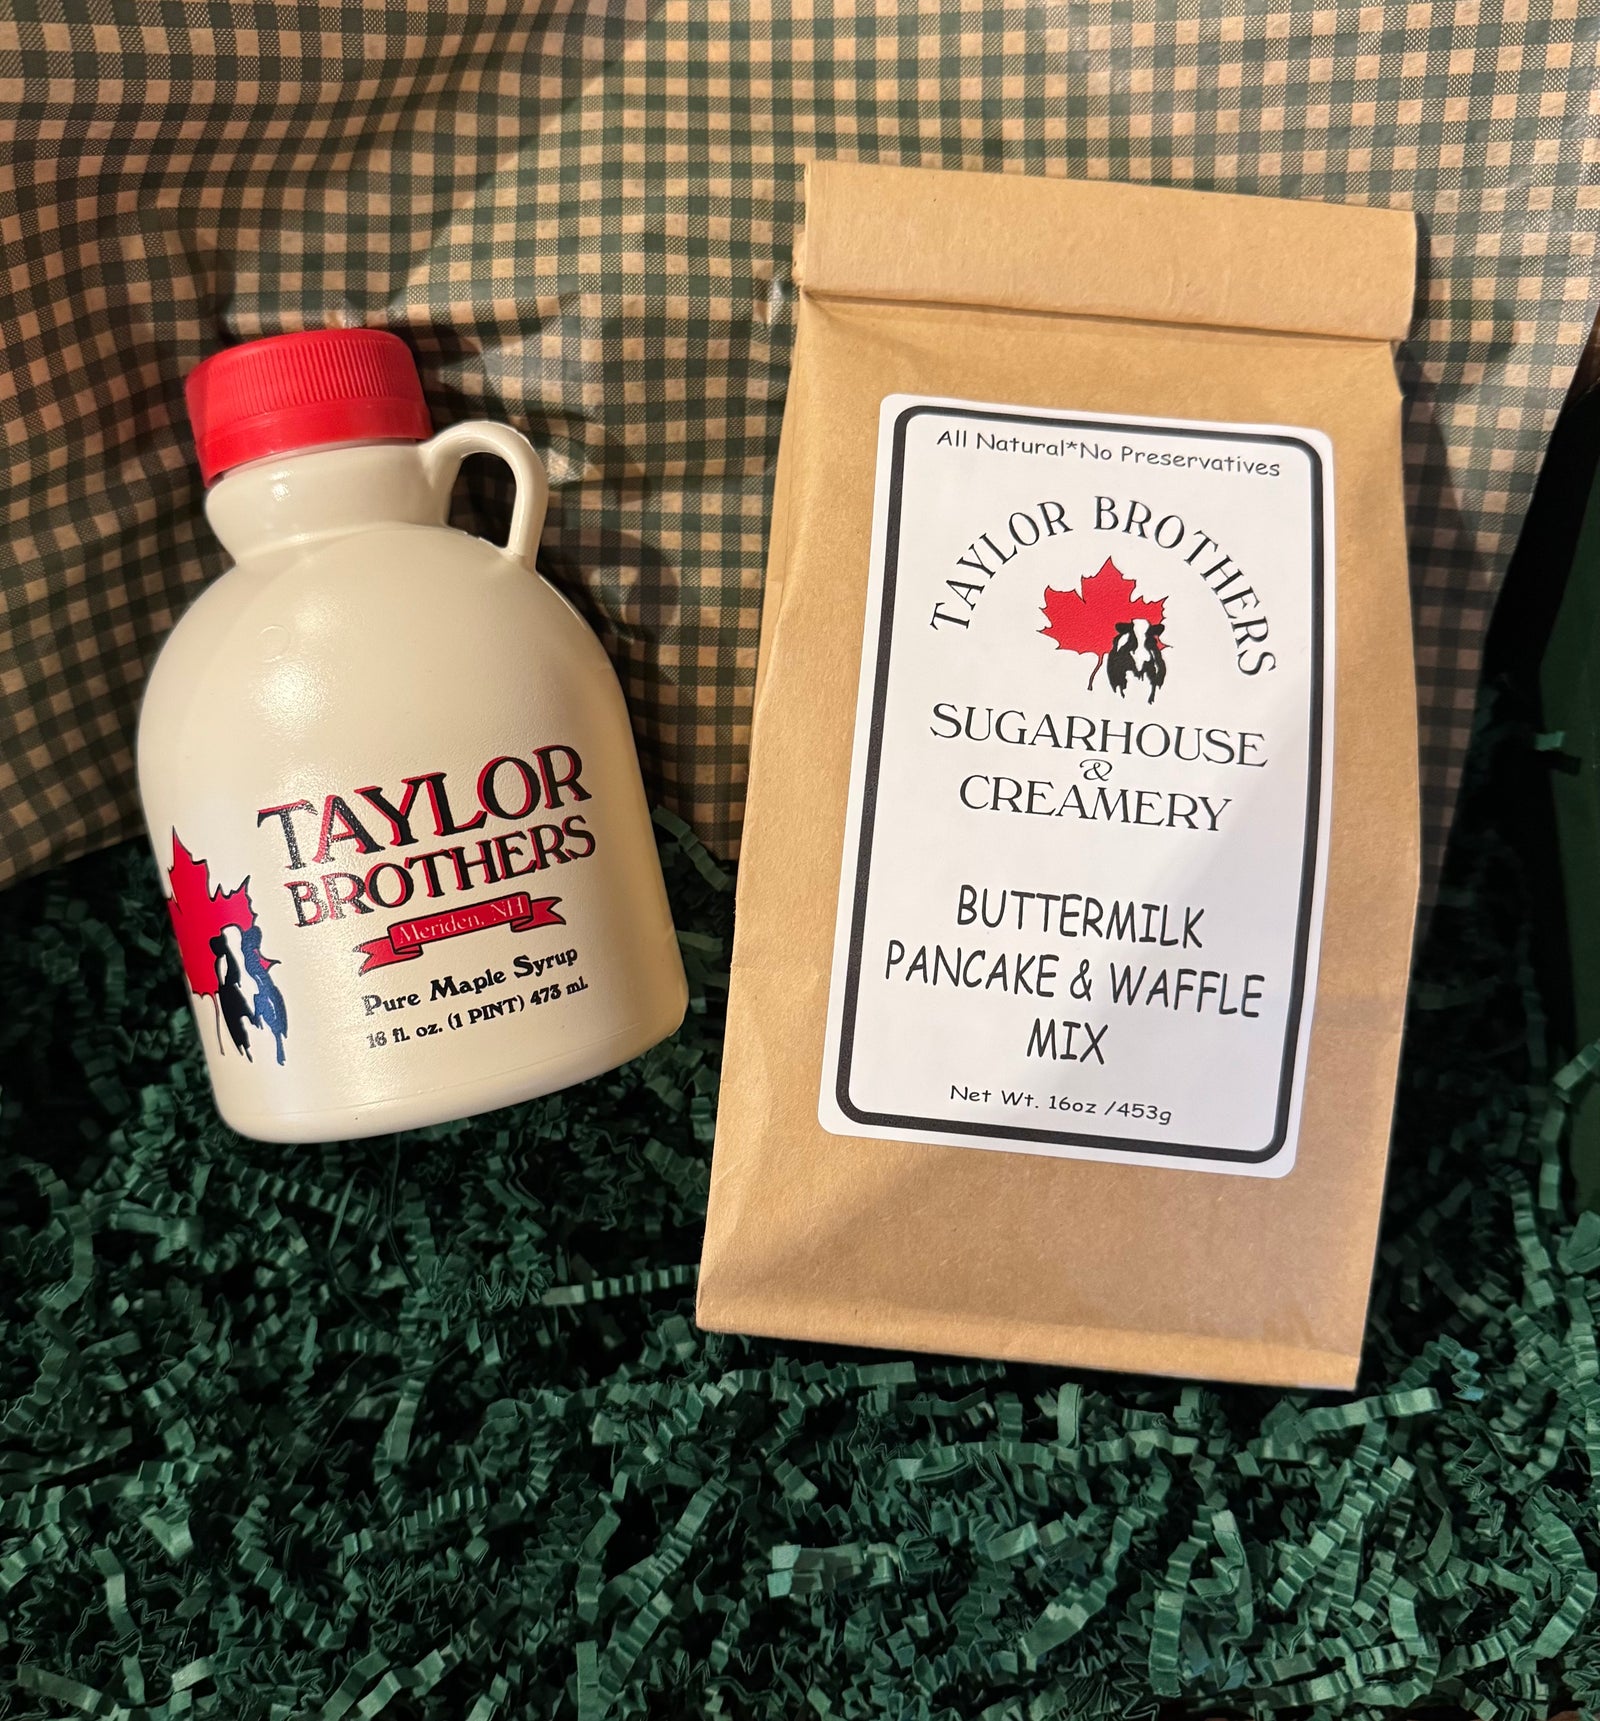 TAYLOR
BROTHERS
Meriden, NH
Pure Maple Syrup
16 fl. oz. (1 PINT) 473 mL
All Natural*No Preservatives
TAYLOR BROTHERS
SUGARHOUSE
&
CREAMERY
BUTTERMILK
PANCAKE & WAFFLE
MIX
Net Wt. 16oz /453g